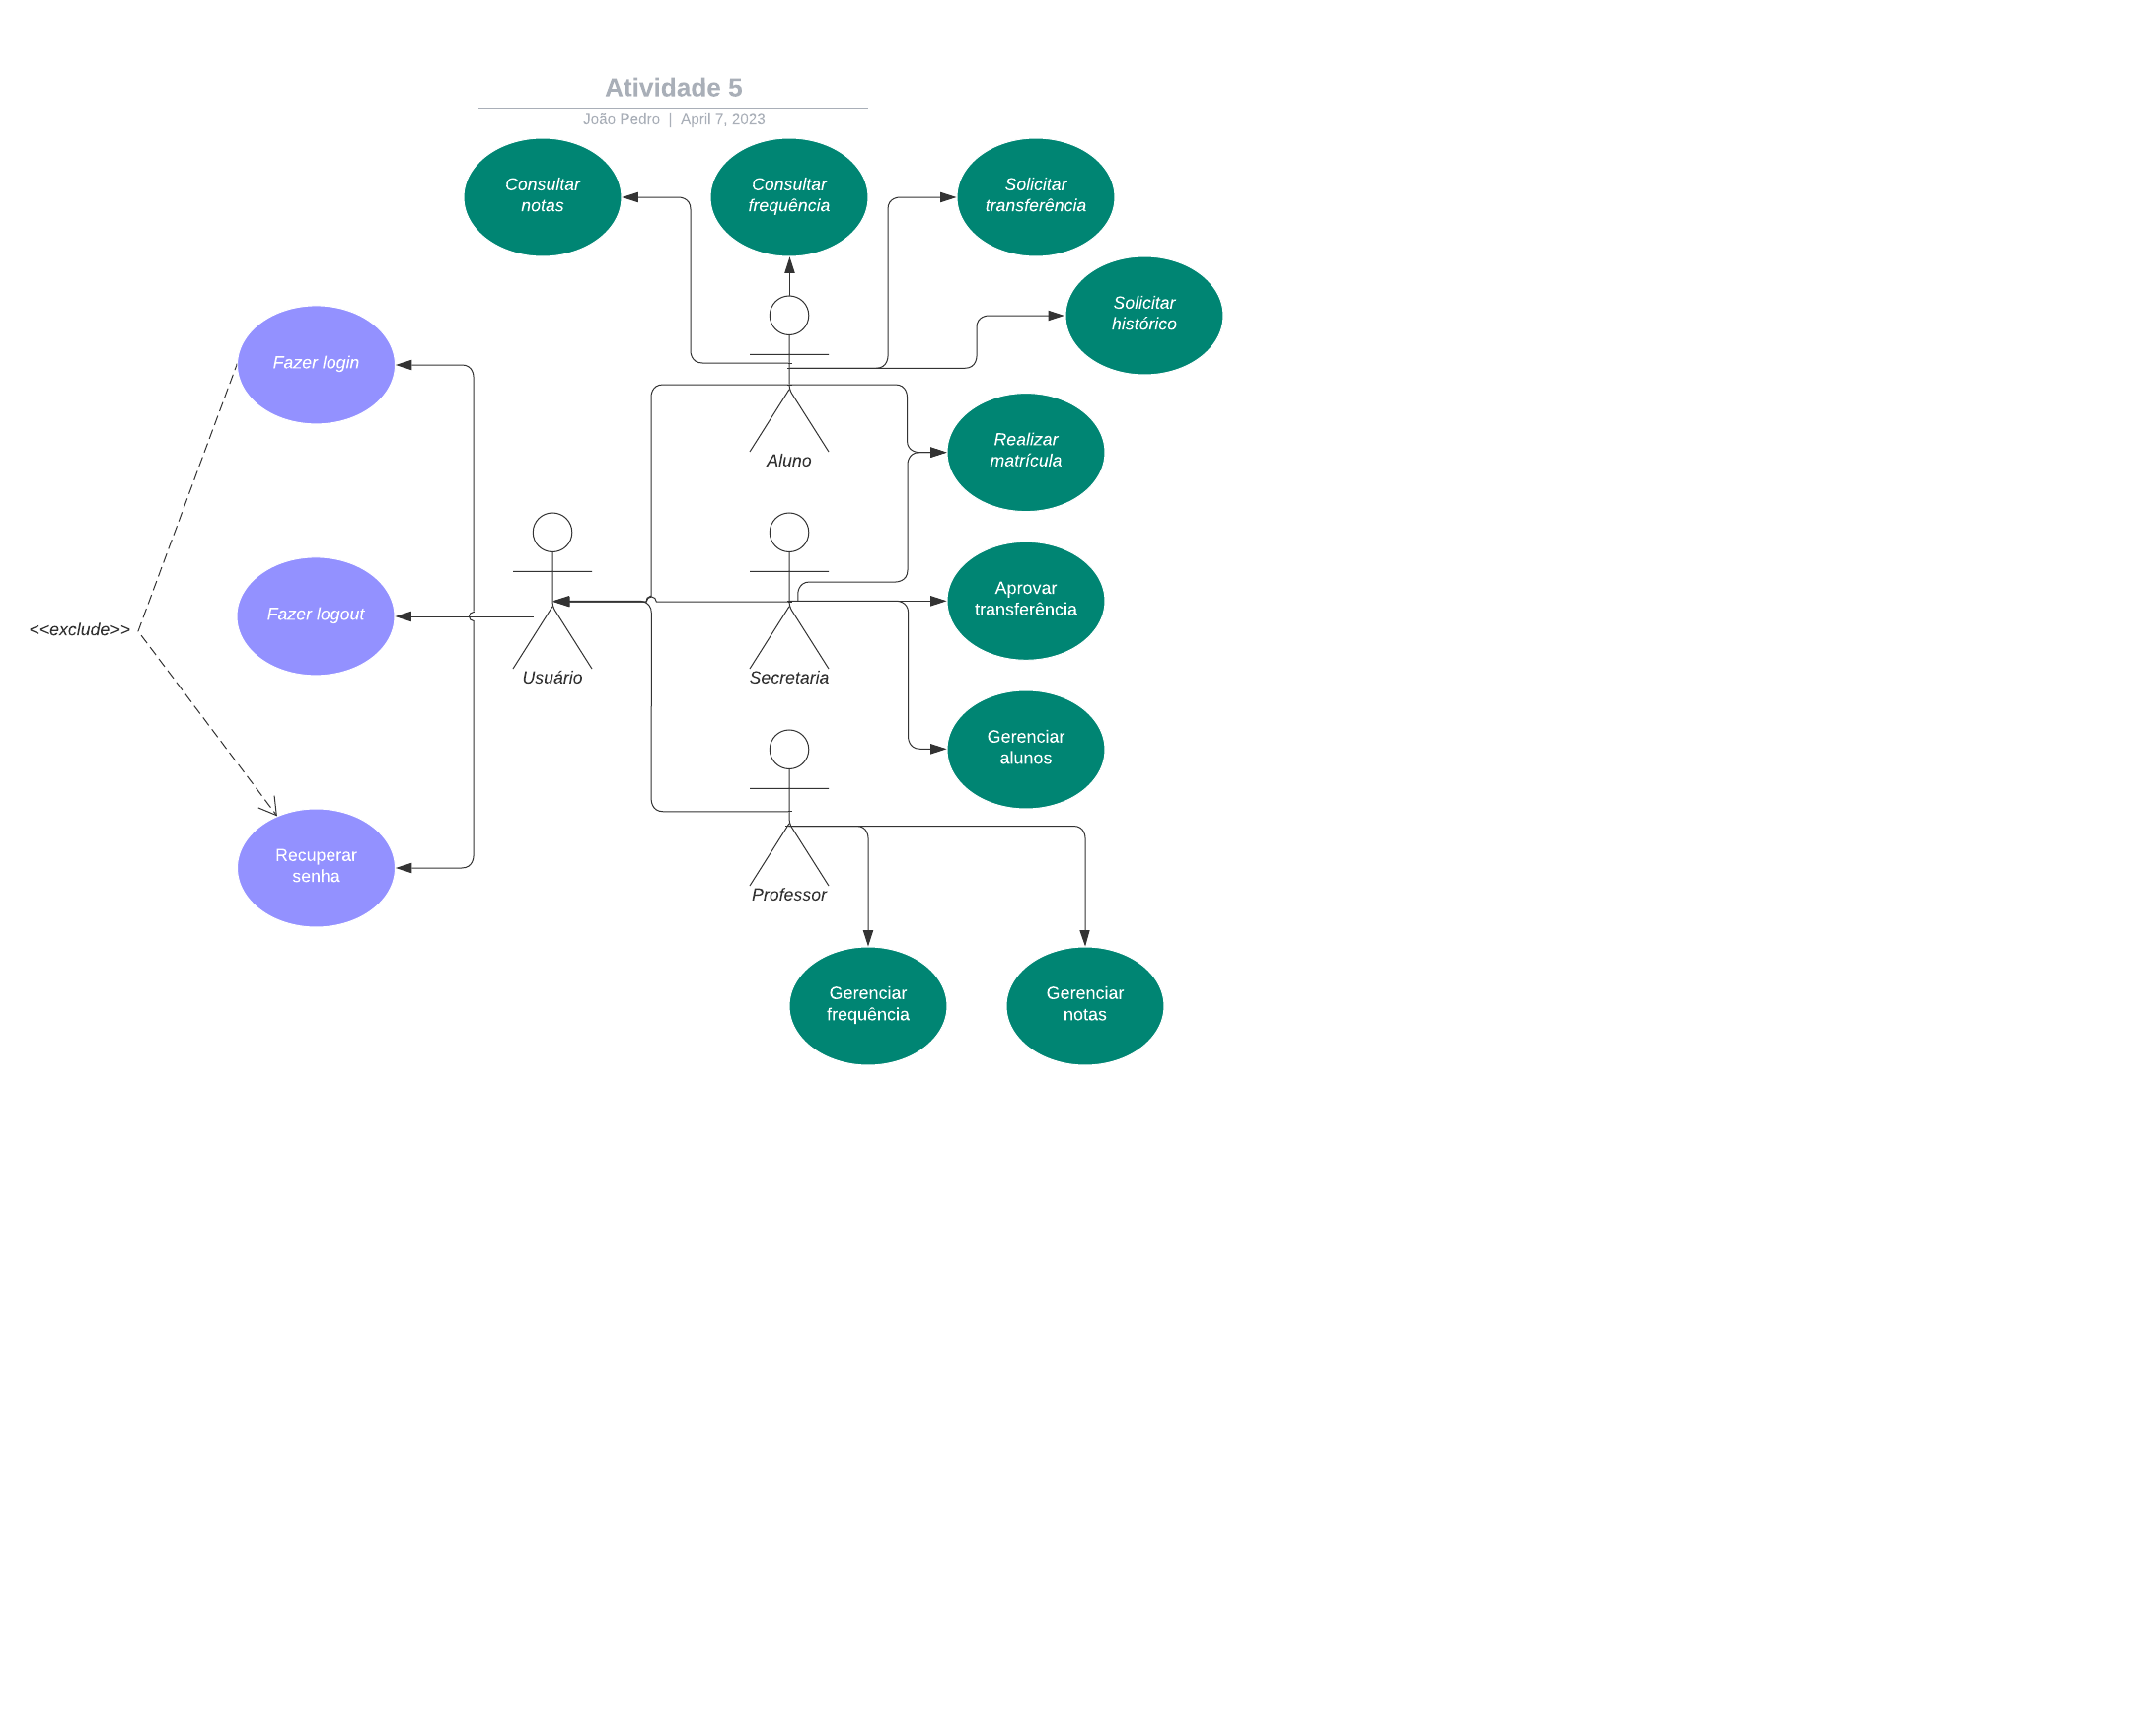 Atividade 5
João Pedro | April 7, 2023
Consultar
notas
Consultar
frequência
Solicitar
transferência
Solicitar
histórico
Fazer login
Realizar
matrícula
Aluno
Aprovar
transferência
Fazer logout
<<exclude>>
Usuário
Secretaria
Gerenciar
alunos
Recuperar
senha
Professor
Gerenciar
frequência
Gerenciar
notas